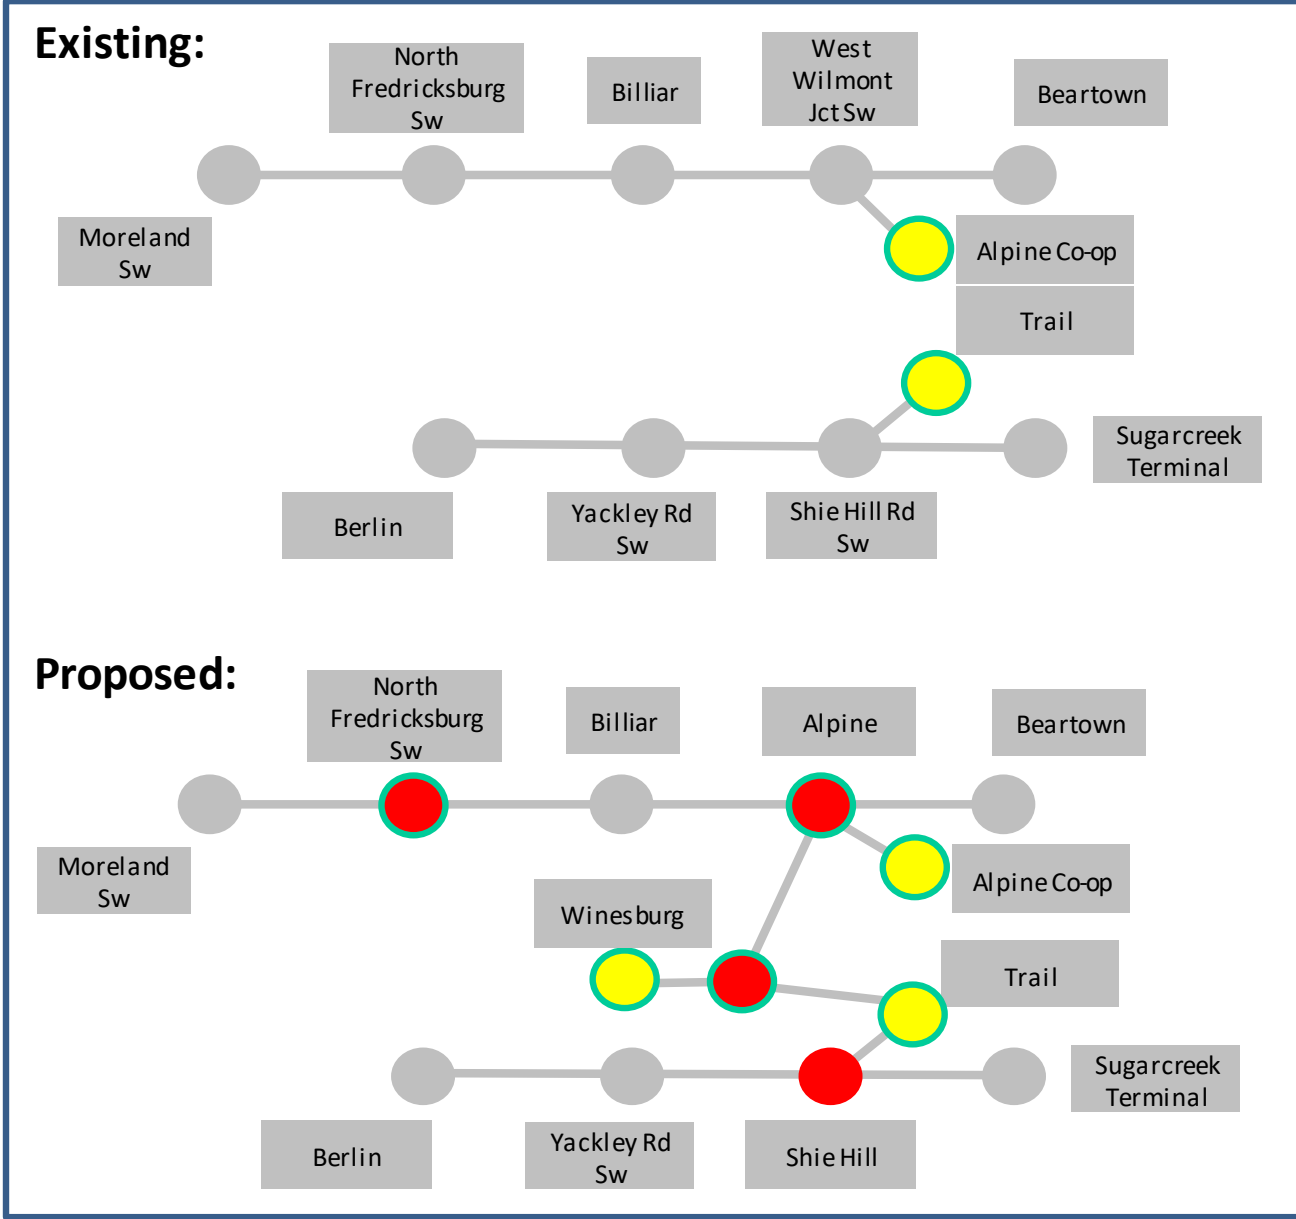 Existing:
North
Fredricksburg
Sw
Billiar
West
Wilmont
Jct Sw
Beartown
Moreland
Sw
Alpine Co-op
Trail
Sugarcreek
Terminal
Berlin
Yackley Rd
Sw
Shie Hill Rd
Sw
Proposed:
North
Fredricksburg
Sw
Billiar
Alpine
Beartown
Moreland
Sw
Alpine Co-op
Winesburg
Trail
Sugarcreek
Terminal
Berlin
Yackley Rd
Sw
Shie Hill